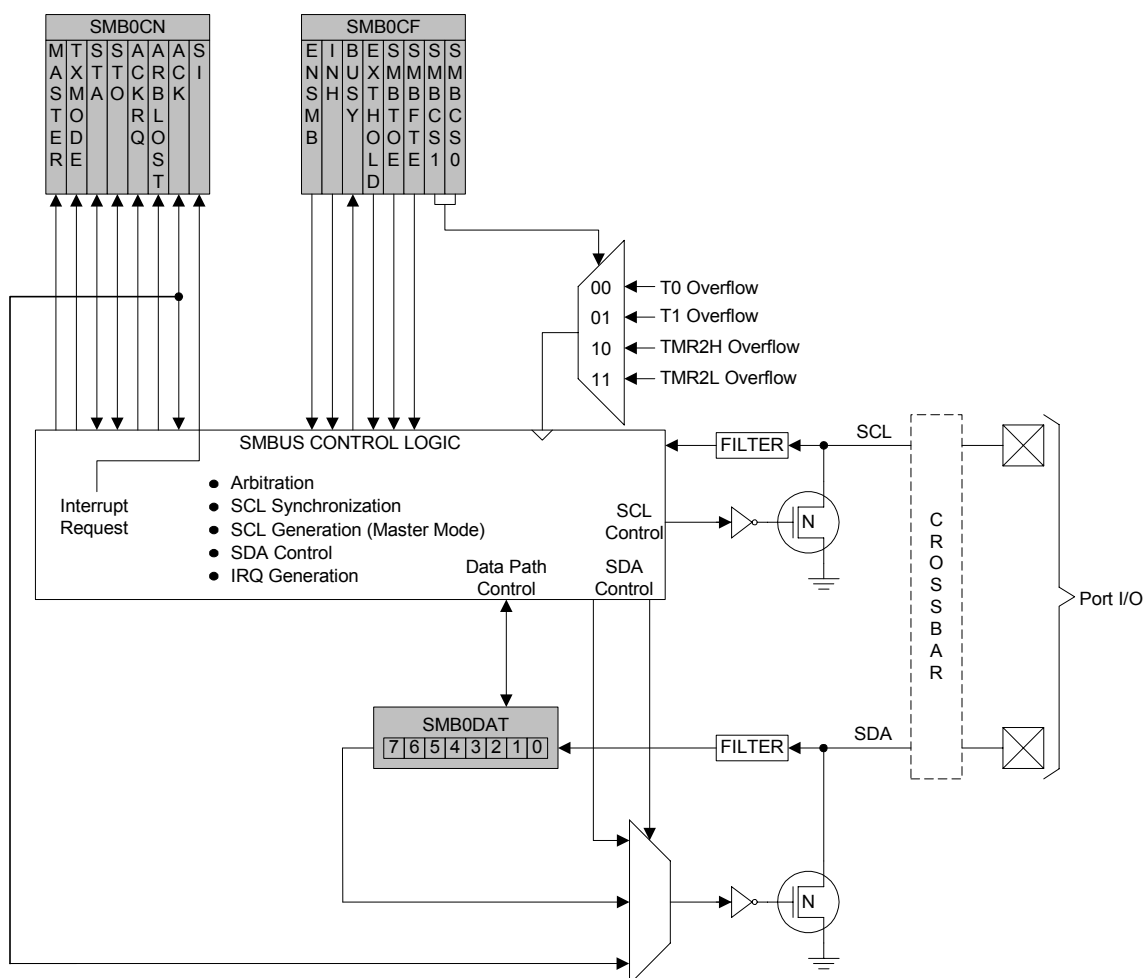 SMB0CN
MASTER
TXMODE
STA
STO
ACKRQ
ARBLOST
ACK
SI
SMB0CF
ENSMB
INH
BUSY
EXTHOLD
SMBTOE
SMBFTE
SMBCS1
SMBCS0
00 T0 Overflow
01 T1 Overflow
10 TMR2H Overflow
11 TMR2L Overflow
SMBUS CONTROL LOGIC
Interrupt
Request
● Arbitration
● SCL Synchronization
● SCL Generation (Master Mode)
● SDA Control
● IRQ Generation
SCL
Control
Data Path
Control
SDA
Control
FILTER
SCL
N
CROSSBAR
Port I/O
SMB0DAT
7 6 5 4 3 2 1 0
FILTER
SDA
N